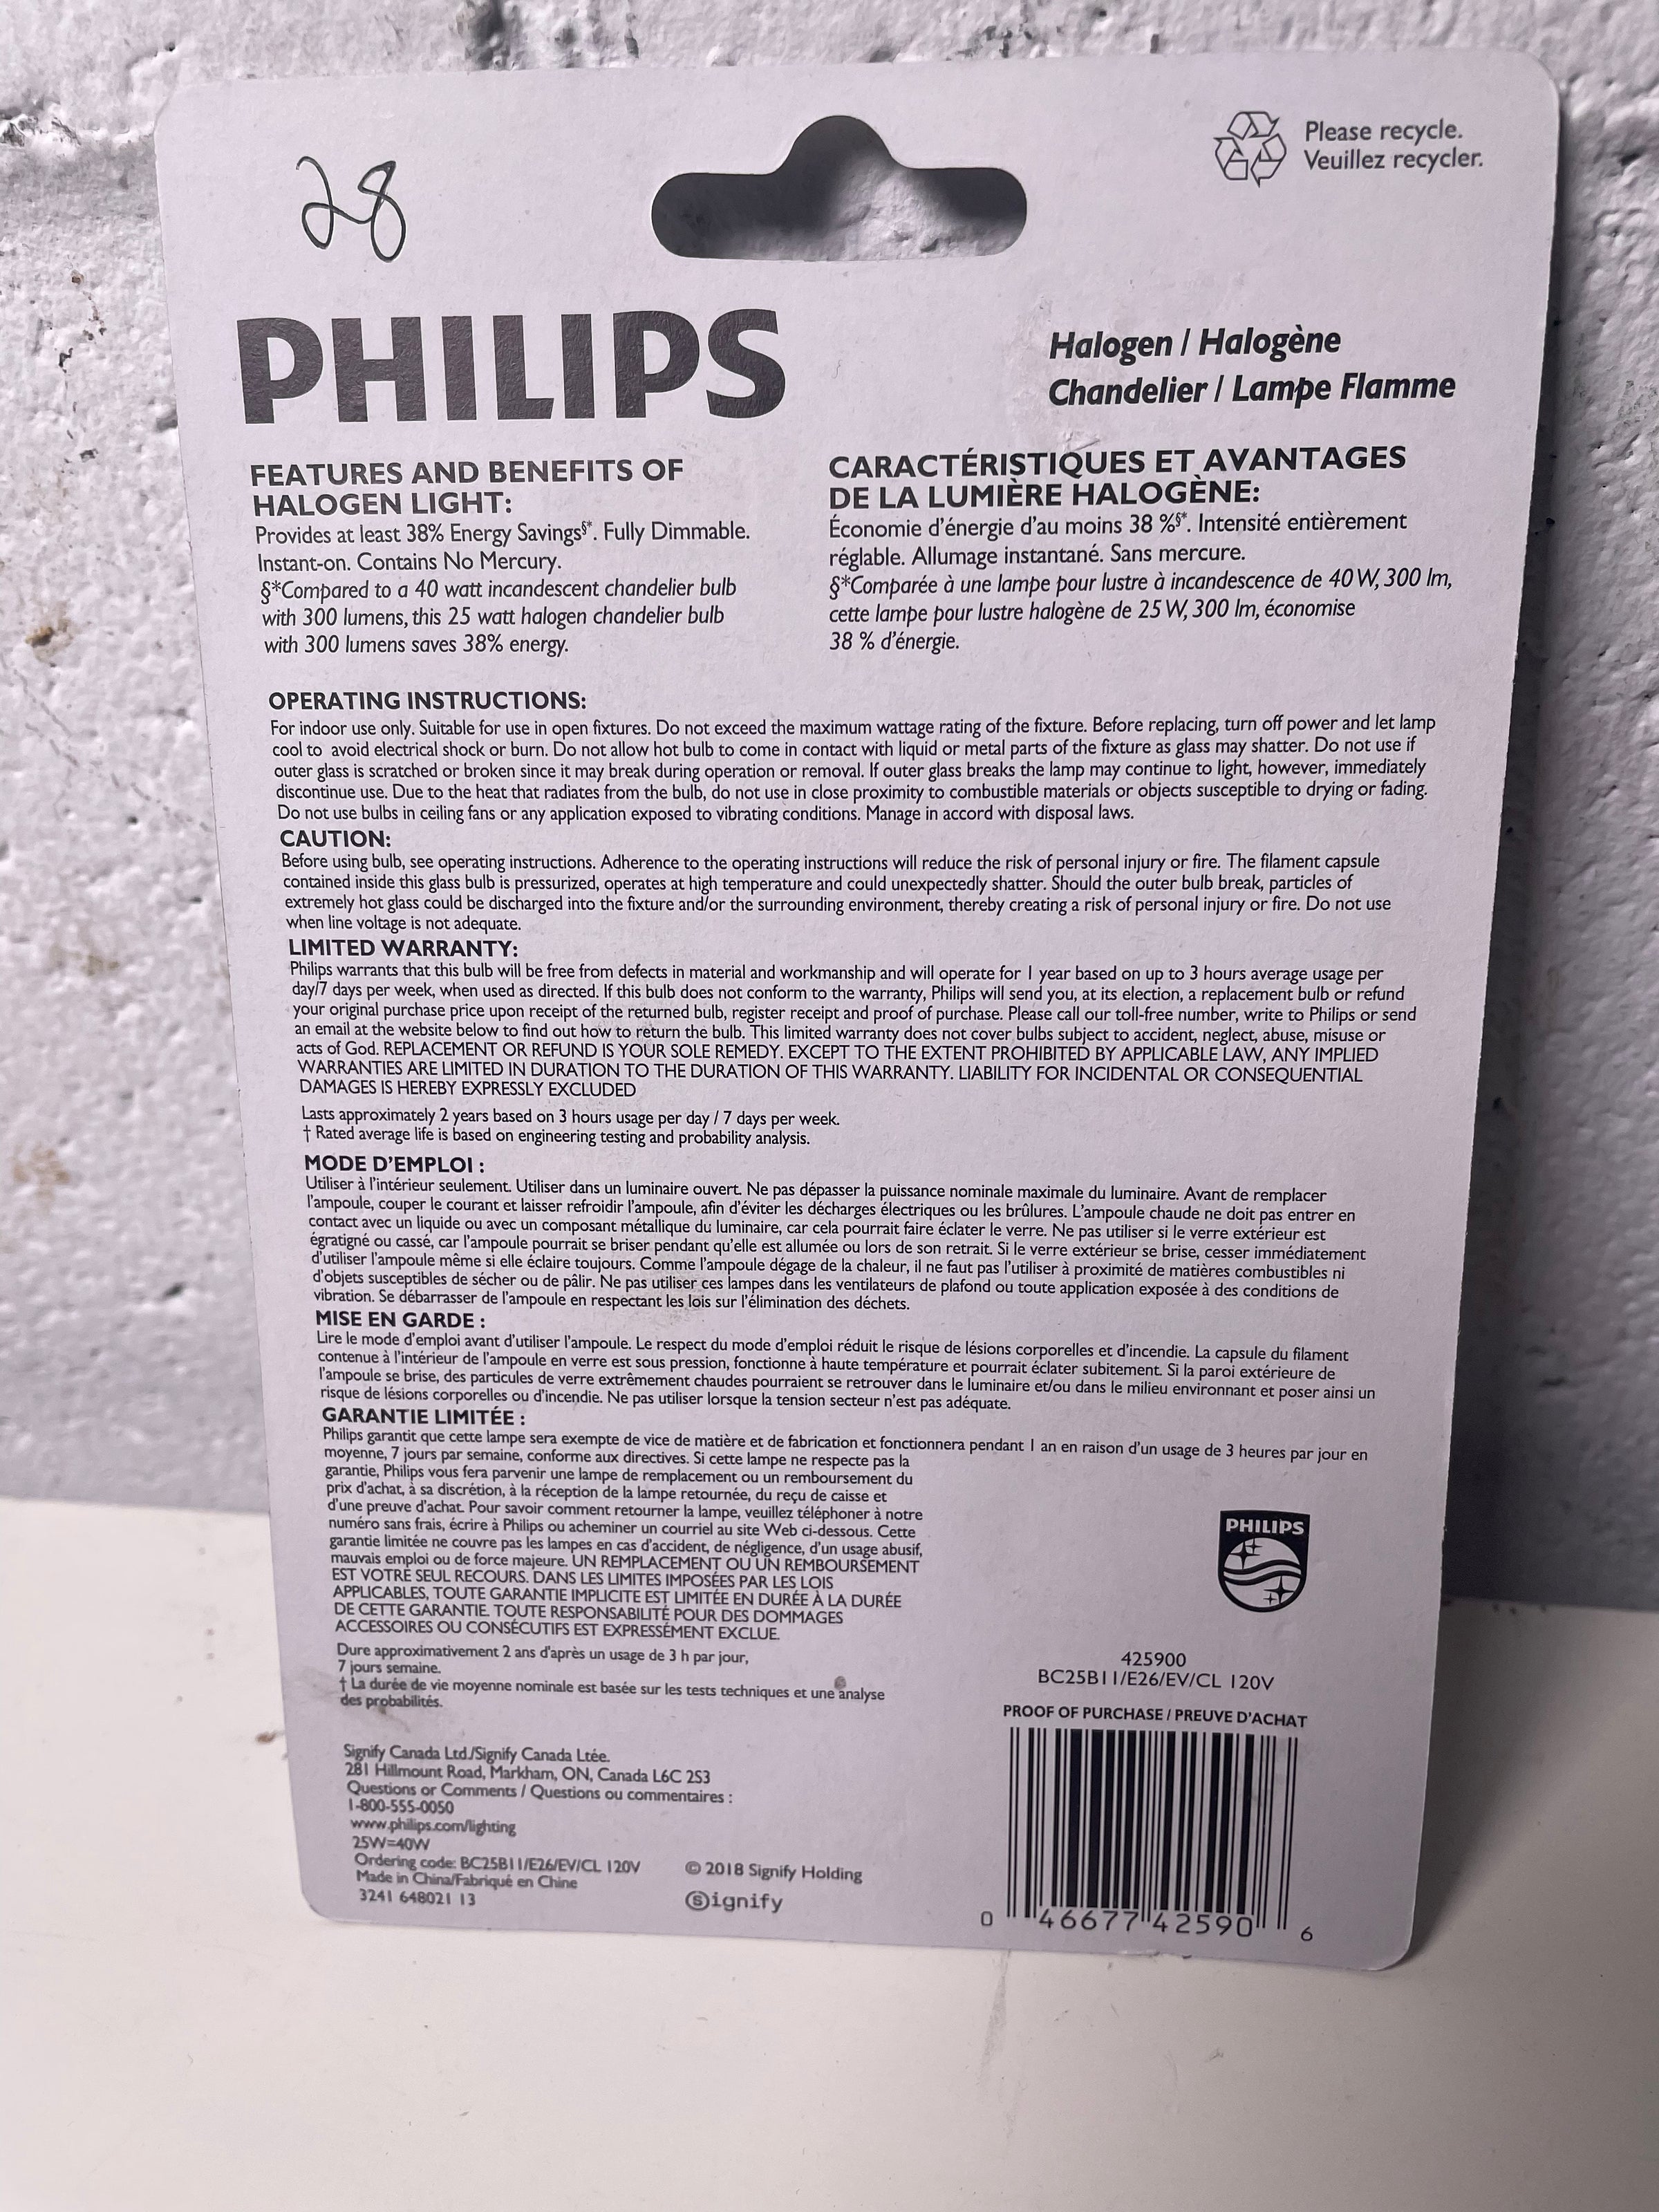 28
Please recycle.
Veuillez recycler.
PHILIPS
Halogen / Halogène
Chandelier / Lampe Flamme
FEATURES AND BENEFITS OF
HALOGEN LIGHT:
Provides at least 38% Energy Savings§*. Fully Dimmable.
Instant-on. Contains No Mercury.
§*Compared to a 40 watt incandescent chandelier bulb
with 300 lumens, this 25 watt halogen chandelier bulb
with 300 lumens saves 38% energy.
CARACTÉRISTIQUES ET AVANTAGES
DE LA LUMIÈRE HALOGÈNE:
Économie d'énergie d'au moins 38 %§*. Intensité entièrement
réglable. Allumage instantané. Sans mercure.
§*Comparée à une lampe pour lustre à incandescence de 40 W, 300 lm,
cette lampe pour lustre halogène de 25 W, 300 lm, économise
38 % d'énergie.
OPERATING INSTRUCTIONS:
For indoor use only. Suitable for use in open fixtures. Do not exceed the maximum wattage rating of the fixture. Before replacing, turn off power and let lamp
cool to avoid electrical shock or burn. Do not allow hot bulb to come in contact with liquid or metal parts of the fixture as glass may shatter. Do not use if
outer glass is scratched or broken since it may break during operation or removal. If outer glass breaks the lamp may continue to light, however, immediately
discontinue use. Due to the heat that radiates from the bulb, do not use in close proximity to combustible materials or objects susceptible to drying or fading.
Do not use bulbs in ceiling fans or any application exposed to vibrating conditions. Manage in accord with disposal laws.
CAUTION:
Before using bulb, see operating instructions. Adherence to the operating instructions will reduce the risk of personal injury or fire. The filament capsule
contained inside this glass bulb is pressurized, operates at high temperature and could unexpectedly shatter. Should the outer bulb break, particles of
extremely hot glass could be discharged into the fixture and/or the surrounding environment, thereby creating a risk of personal injury or fire. Do not use
when line voltage is not adequate.
LIMITED WARRANTY:
Philips warrants that this bulb will be free from defects in material and workmanship and will operate for 1 year based on up to 3 hours average usage per
day/7 days per week, when used as directed. If this bulb does not conform to the warranty, Philips will send you, at its election, a replacement bulb or refund
your original purchase price upon receipt of the returned bulb, register receipt and proof of purchase. Please call our toll-free number, write to Philips or send
an email at the website below to find out how to return the bulb. This limited warranty does not cover bulbs subject to accident, neglect, abuse, misuse or
acts of God. REPLACEMENT OR REFUND IS YOUR SOLE REMEDY. EXCEPT TO THE EXTENT PROHIBITED BY APPLICABLE LAW, ANY IMPLIED
WARRANTIES ARE LIMITED IN DURATION TO THE DURATION OF THIS WARRANTY. LIABILITY FOR INCIDENTAL OR CONSEQUENTIAL
DAMAGES IS HEREBY EXPRESSLY EXCLUDED
Lasts approximately 2 years based on 3 hours usage per day / 7 days per week.
† Rated average life is based on engineering testing and probability analysis.
MODE D'EMPLOI :
Utiliser à l'intérieur seulement. Utiliser dans un luminaire ouvert. Ne pas dépasser la puissance nominale maximale du luminaire. Avant de remplacer
l'ampoule, couper le courant et laisser refroidir l'ampoule, afin d'éviter les décharges électriques ou les brûlures. L'ampoule chaude ne doit pas entrer en
contact avec un liquide ou avec un composant métallique du luminaire, car cela pourrait faire éclater le verre. Ne pas utiliser si le verre extérieur est
égratigné ou cassé, car l'ampoule pourrait se briser pendant qu'elle est allumée ou lors de son retrait. Si le verre extérieur se brise, cesser immédiatement
d'utiliser l'ampoule même si elle éclaire toujours. Comme l'ampoule dégage de la chaleur, il ne faut pas l'utiliser à proximité de matières combustibles ni
d'objets susceptibles de sécher ou de pâlir. Ne pas utiliser ces lampes dans les ventilateurs de plafond ou toute application exposée à des conditions de
vibration. Se débarrasser de l'ampoule en respectant les lois sur l'élimination des déchets.
MISE EN GARDE :
Lire le mode d'emploi avant d'utiliser l'ampoule. Le respect du mode d'emploi réduit le risque de lésions corporelles et d'incendie. La capsule du filament
contenue à l'intérieur de l'ampoule en verre est sous pression, fonctionne à haute température et pourrait éclater subitement. Si la paroi extérieure de
l'ampoule se brise, des particules de verre extrêmement chaudes pourraient se retrouver dans le luminaire et/ou dans le milieu environnant et poser ainsi un
risque de lésions corporelles ou d'incendie. Ne pas utiliser lorsque la tension secteur n'est pas adéquate.
GARANTIE LIMITÉE :
Philips garantit que cette lampe sera exempte de vice de matière et de fabrication et fonctionnera pendant 1 an en raison d'un usage de 3 heures par jour en
moyenne, 7 jours par semaine, conforme aux directives. Si cette lampe ne respecte pas la
garantie, Philips vous fera parvenir une lampe de remplacement ou un remboursement du
prix d'achat, à sa discrétion, à la réception de la lampe retournée, du reçu de caisse et
d'une preuve d'achat. Pour savoir comment retourner la lampe, veuillez téléphoner à notre
numéro sans frais, écrire à Philips ou acheminer un courriel au site Web ci-dessous. Cette
garantie limitée ne couvre pas les lampes en cas d'accident, de négligence, d'un usage abusif,
mauvais emploi ou de force majeure. UN REMPLACEMENT OU UN REMBOURSEMENT
EST VOTRE SEUL RECOURS. DANS LES LIMITES IMPOSÉES PAR LES LOIS
APPLICABLES, TOUTE GARANTIE IMPLICITE EST LIMITÉE EN DURÉE À LA DURÉE
DE CETTE GARANTIE. TOUTE RESPONSABILITÉ POUR DES DOMMAGES
ACCESSOIRES OU CONSÉCUTIFS EST EXPRESSÉMENT EXCLUE.
Dure approximativement 2 ans d'après un usage de 3 h par jour,
7 jours semaine.
† La durée de vie moyenne nominale est basée sur les tests techniques et une analyse
des probabilités.
PHILIPS
425900
BC25B11/E26/EV/CL 120V
PROOF OF PURCHASE / PREUVE D'ACHAT
0 46677 42590 6
Signify Canada Ltd./Signify Canada Ltée.
281 Hillmount Road, Markham, ON, Canada L6C 2S3
Questions or Comments / Questions ou commentaires :
1-800-555-0050
www.philips.com/lighting
25W=40W
Ordering code: BC25B11/E26/EV/CL 120V
Made in China/Fabriqué en Chine
3241 648021 13
© 2018 Signify Holding
Signify